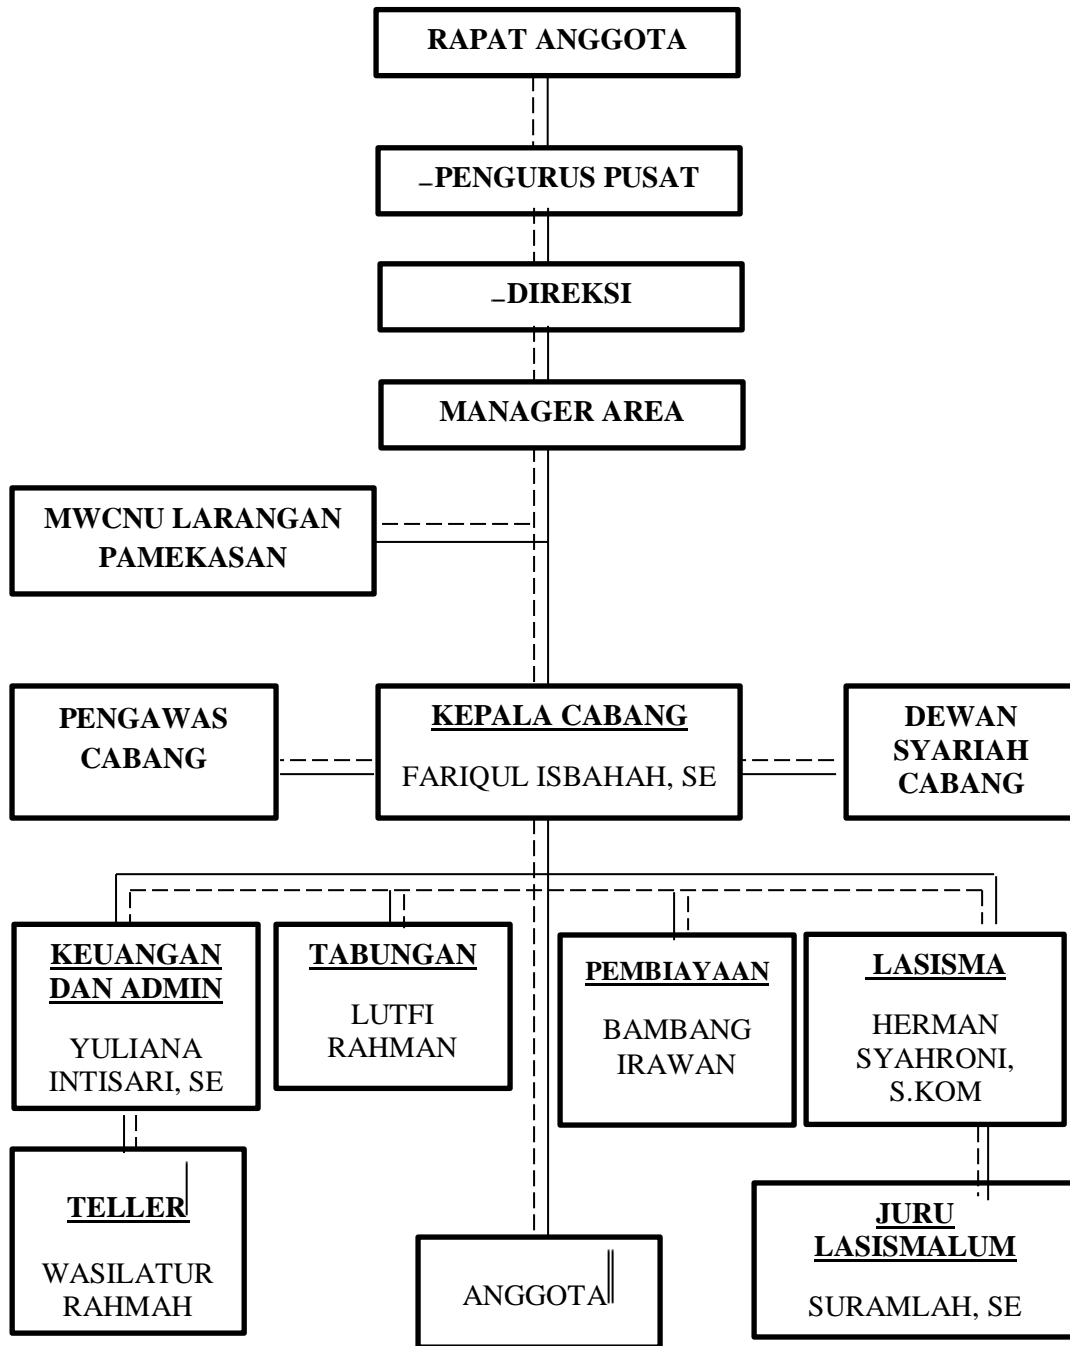 RAPAT ANGGOTA
PENGURUS PUSAT
DIREKSI
MANAGER AREA
MWCNU LARANGAN
PAMEKASAN
PENGAWAS
CABANG
KEPALA CABANG
FARIQUL ISBAHAH, SE
DEWAN
SYARIAH
CABANG
KEUANGAN
DAN ADMIN
YULIANA
INTISARI, SE
TABUNGAN
LUTFI
RAHMAN
PEMBIAYAAN
BAMBANG
IRAWAN
LASISMA
HERMAN
SYAHRONI,
S.KOM
TELLER
WASILATUR
RAHMAH
ANGGOTA
JURU
LASISMALUM
SURAMLAH, SE